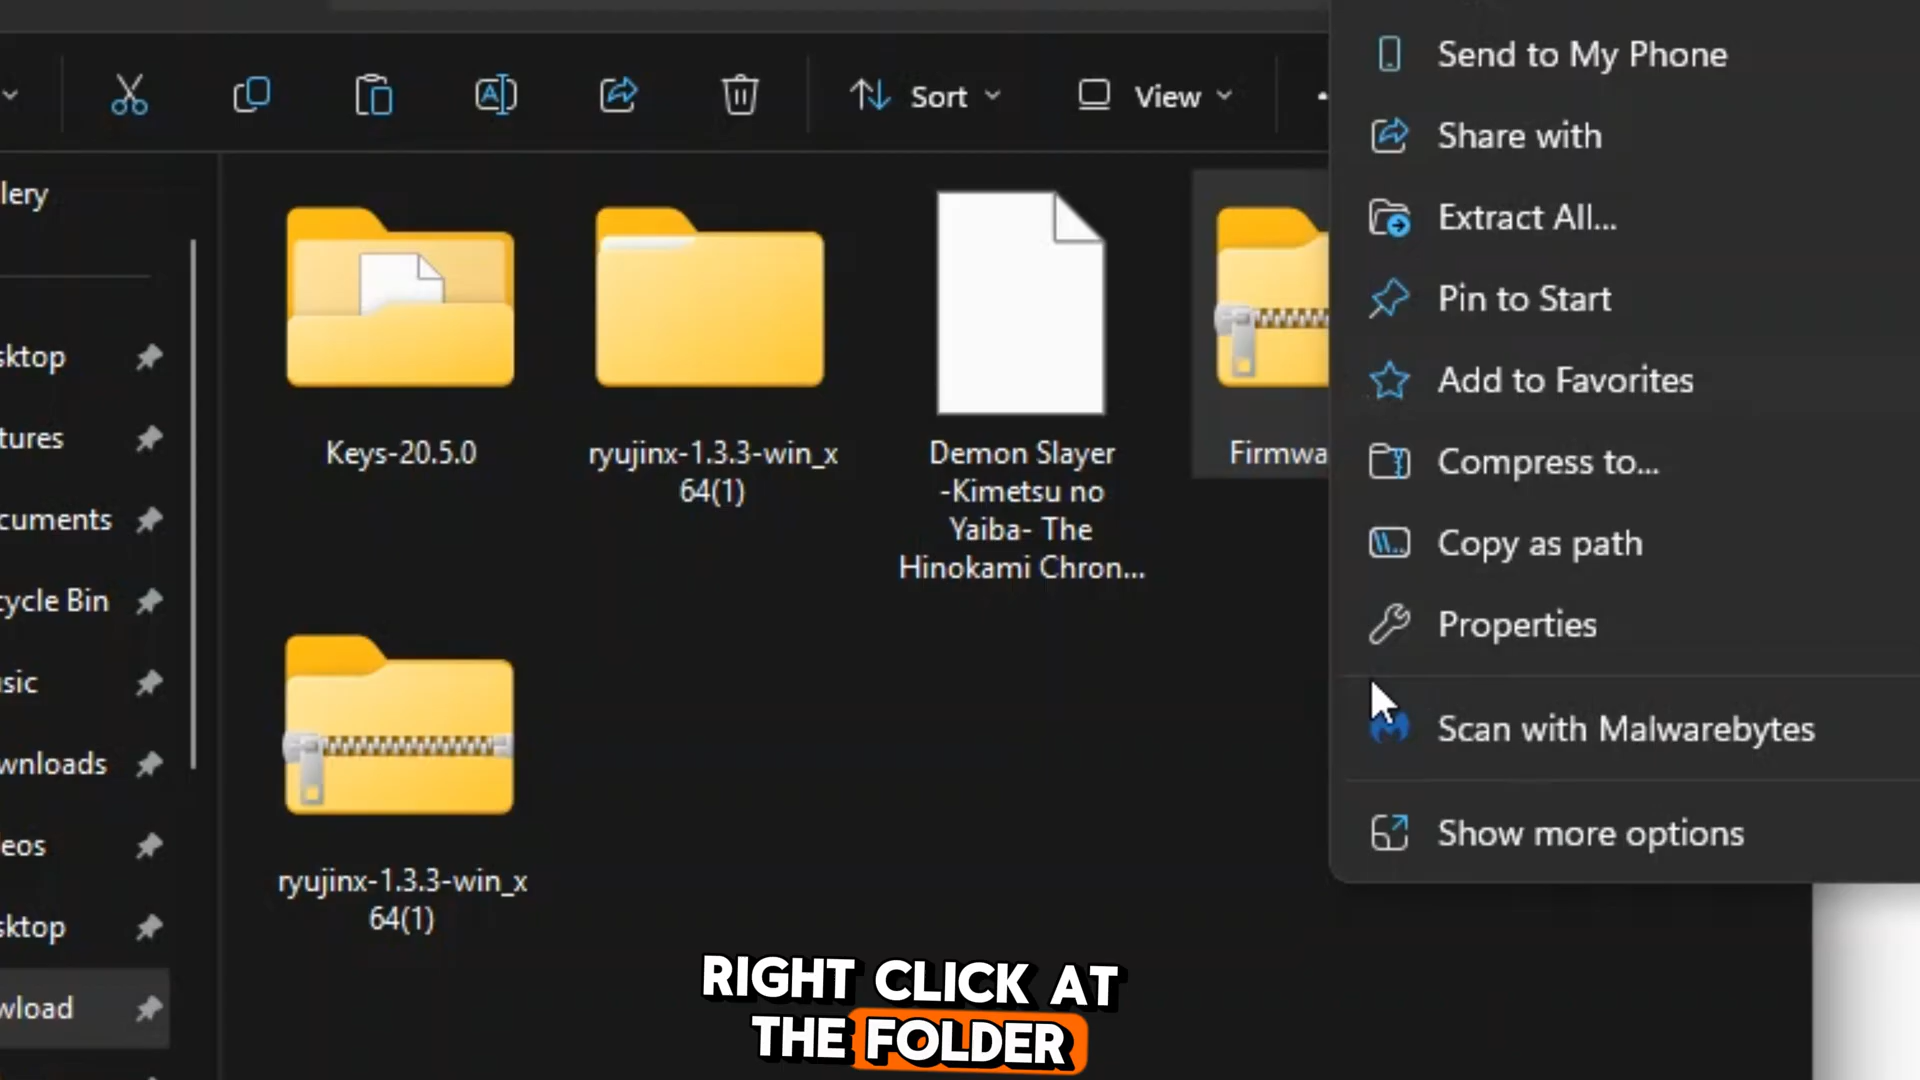 Sort
View
Send to My Phone
Share with
Extract All...
Pin to Start
Add to Favorites
Compress to...
Copy as path
Properties
Scan with Malwarebytes
Show more options
lery
sktop
tures
cuments
cycle Bin
sic
wnloads
eos
sktop
wload
Keys-20.5.0
ryujinx-1.3.3-win_x
64(1)
Demon Slayer
-Kimetsu no
Yaiba- The
Hinokami Chron...
Firmwa
ryujinx-1.3.3-win_x
64(1)
RIGHT CLICK AT
THE FOLDER